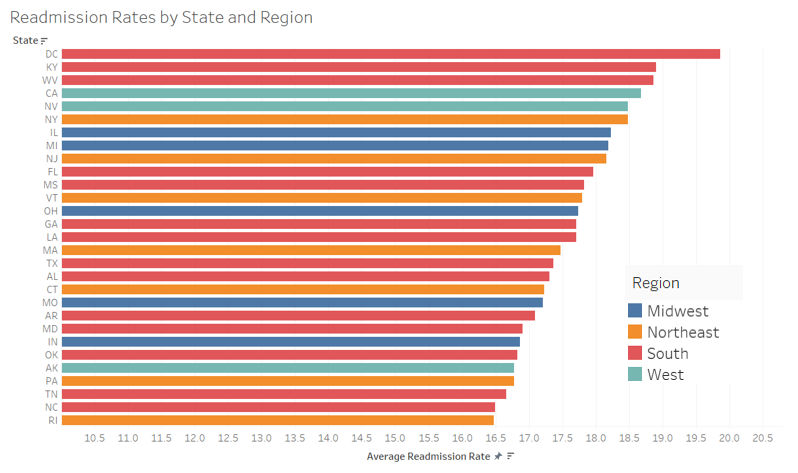 Readmission Rates by State and Region
State
DC
KY
WV
CA
NV
NY
IL
MI
NJ
FL
MS
VT
OH
GA
LA
MA
TX
AL
CT
MO
AR
MD
IN
OK
AK
PA
TN
NC
RI
Region
Midwest
Northeast
South
West
10.5 11.0 11.5 12.0 12.5 13.0 13.5 14.0 14.5 15.0 15.5 16.0 16.5 17.0 17.5 18.0 18.5 19.0 19.5 20.0 20.5
Average Readmission Rate